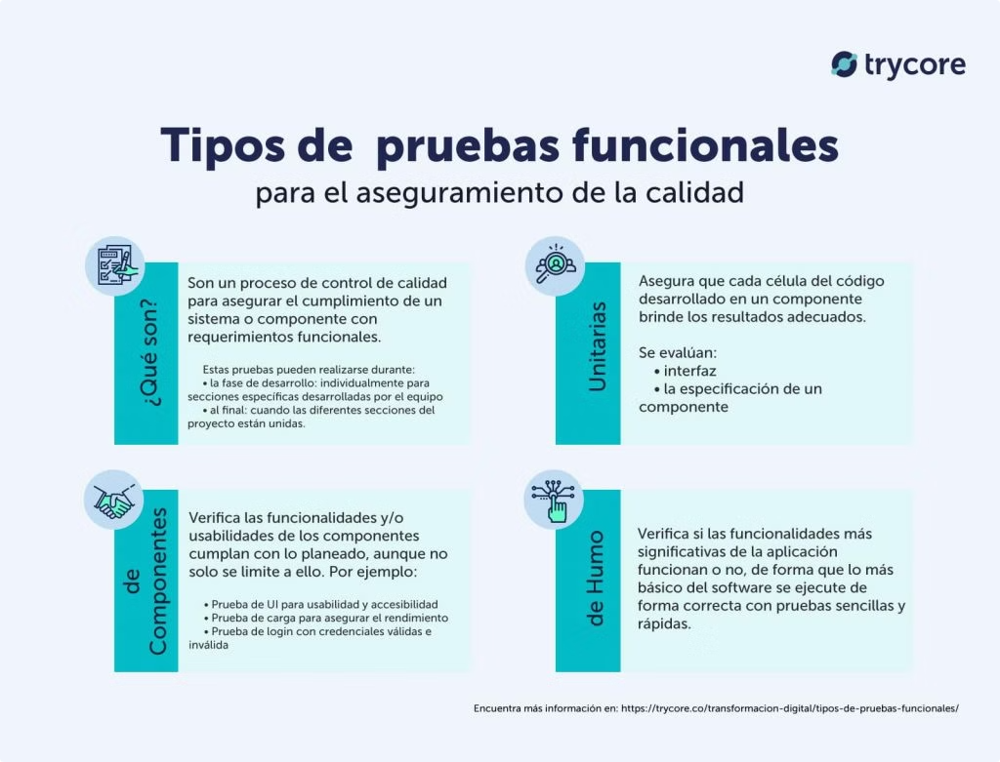 trycore
Tipos de pruebas funcionales
para el aseguramiento de la calidad
¿Qué son?
Son un proceso de control de calidad
para asegurar el cumplimiento de un
sistema o componente con
requerimientos funcionales.
Estas pruebas pueden realizarse durante:
• la fase de desarrollo: individualmente para
secciones específicas desarrolladas por el equipo
• al final: cuando las diferentes secciones del
proyecto están unidas.
Unitarias
Asegura que cada célula del código
desarrollado en un componente
brinde los resultados adecuados.
Se evalúan:
• interfaz
• la especificación de un
componente
de
Componentes
Verifica las funcionalidades y/o
usabilidades de los componentes
cumplan con lo planeado, aunque no
solo se limite a ello. Por ejemplo:
• Prueba de UI para usabilidad y accesibilidad
• Prueba de carga para asegurar el rendimiento
• Prueba de login con credenciales válidas e
inválida
de Humo
Verifica si las funcionalidades más
significativas de la aplicación
funcionan o no, de forma que lo más
básico del software se ejecute de
forma correcta con pruebas sencillas y
rápidas.
Encuentra más información en: https://trycore.co/transformacion-digital/tipos-de-pruebas-funcionales/